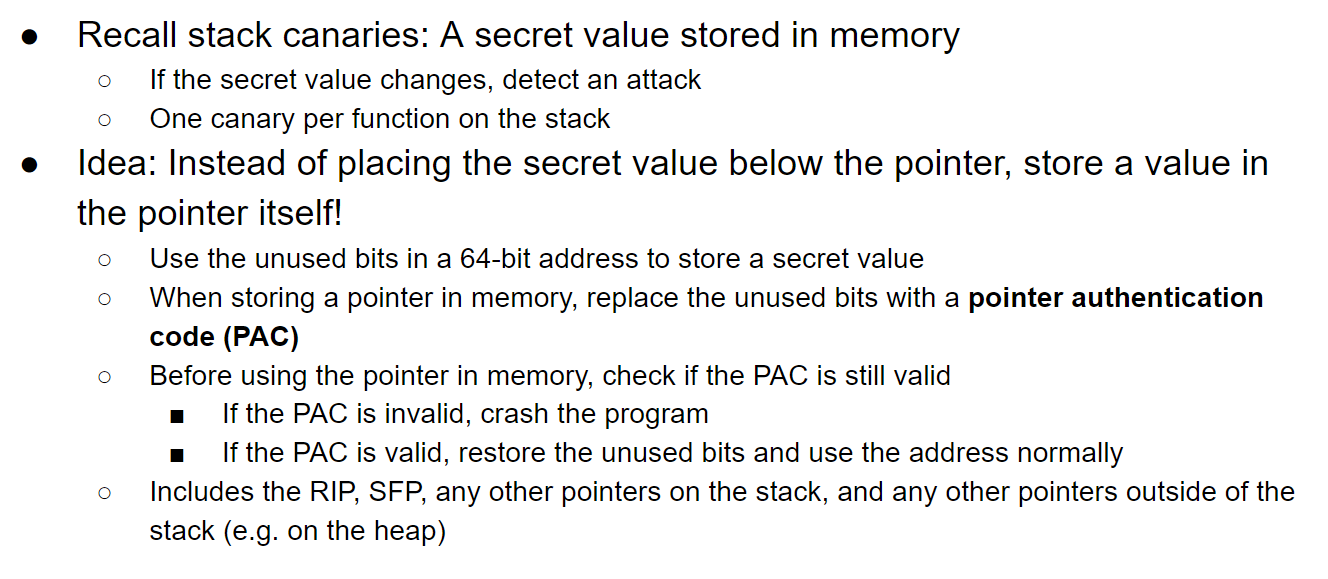 ● Recall stack canaries: A secret value stored in memory
○ If the secret value changes, detect an attack
○ One canary per function on the stack
● Idea: Instead of placing the secret value below the pointer, store a value in
the pointer itself!
○ Use the unused bits in a 64-bit address to store a secret value
○ When storing a pointer in memory, replace the unused bits with a pointer authentication
code (PAC)
○ Before using the pointer in memory, check if the PAC is still valid
■ If the PAC is invalid, crash the program
■ If the PAC is valid, restore the unused bits and use the address normally
○ Includes the RIP, SFP, any other pointers on the stack, and any other pointers outside of the
stack (e.g. on the heap)